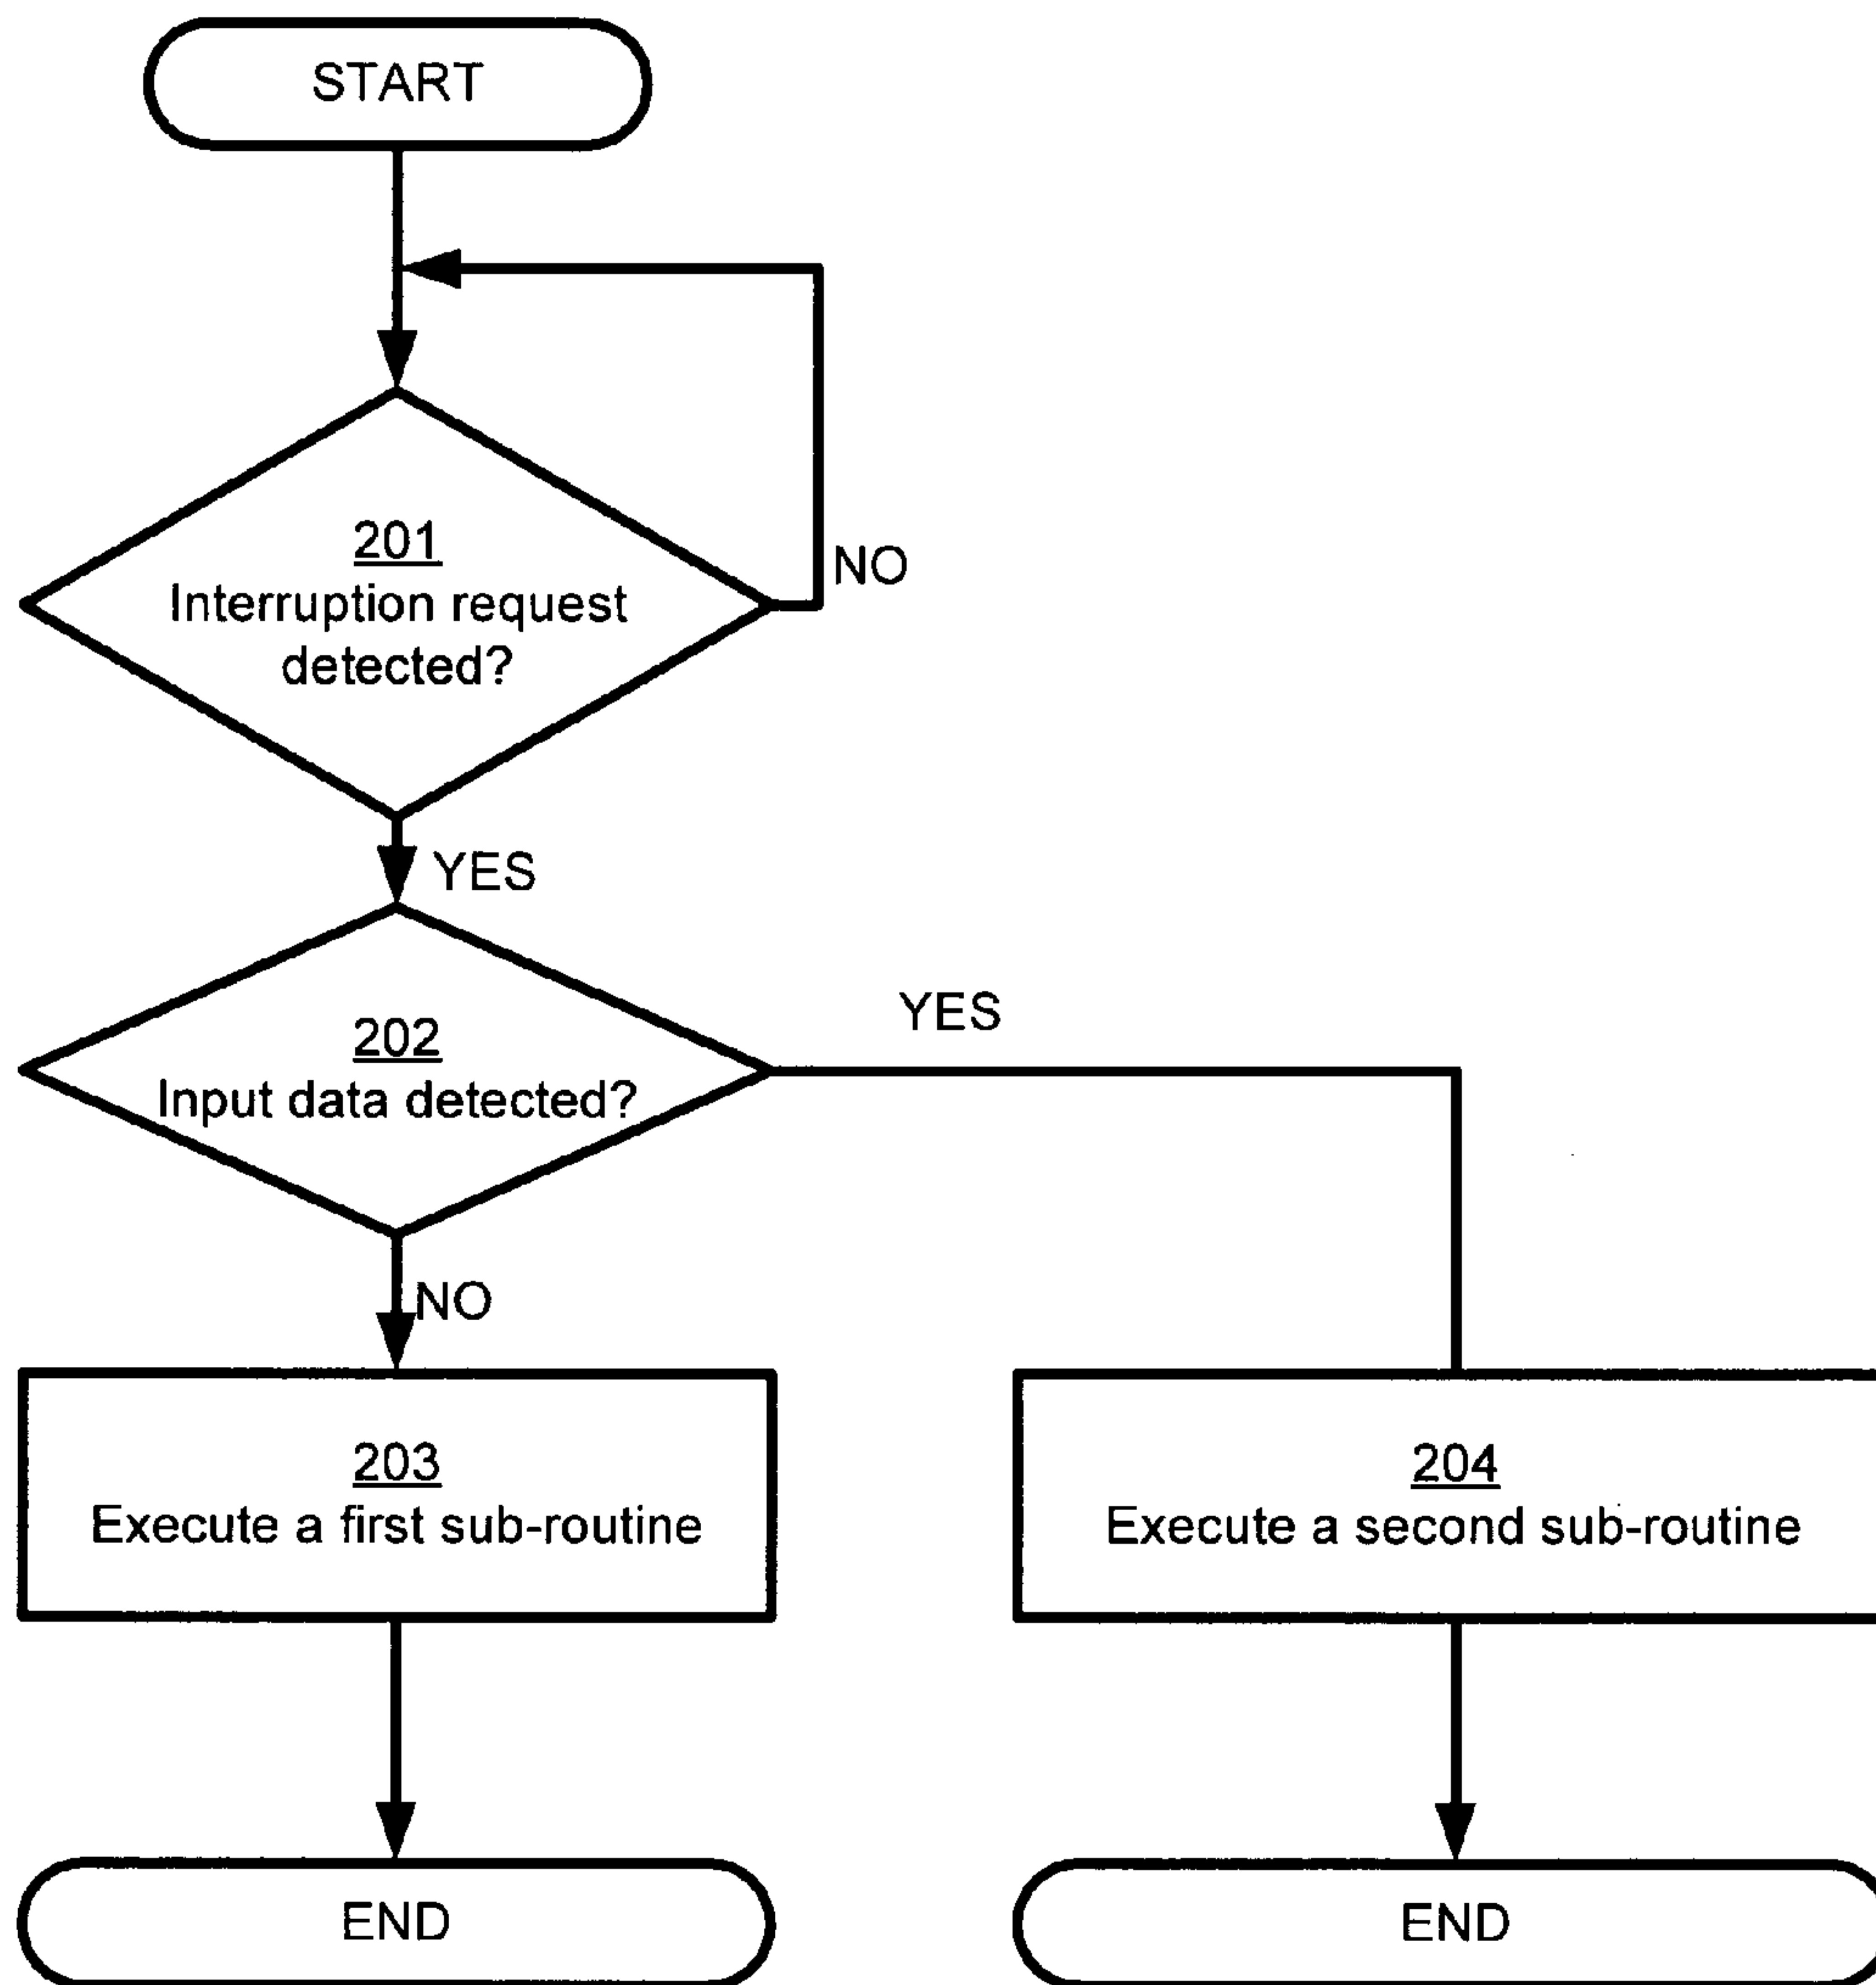 START
201
Interruption request
detected?
NO
YES
202
Input data detected?
YES
NO
203
Execute a first sub-routine
204
Execute a second sub-routine
END
END